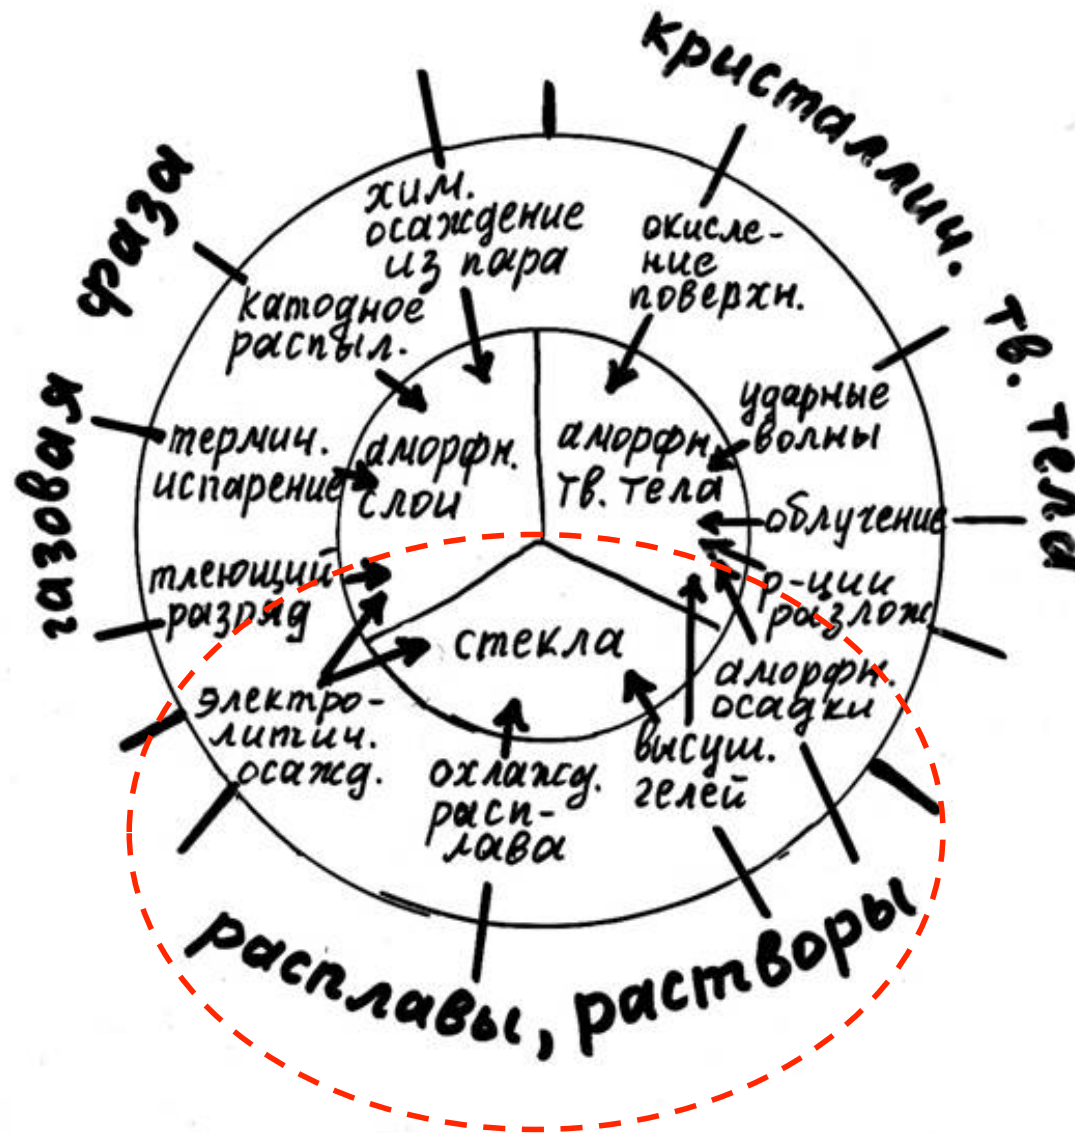 газовая фаза
кристаллич. тв. тела
хим.
осаждение
из пара
окисле-
ние
поверхн.
катодное
распыл.
ударные
волны
термич.
испарение
аморфн.
слои
аморфн.
тв. тела
облучение
тлеющий
разряд
р-ции
разлож
стекла
аморфн.
осадки
электро-
литич.
осажд.
охлажд.
расп-
лава
высуш.
гелей
расплавы, растворы